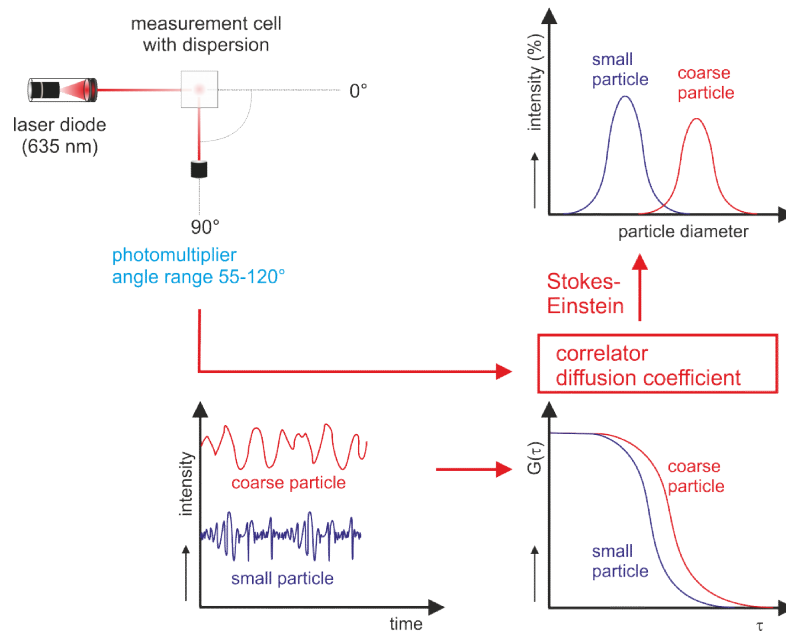 measurement cell
with dispersion
0°
laser diode
(635 nm)
90°
photomultiplier
angle range 55-120°
intensity (%)
small
particle
coarse
particle
particle diameter
Stokes-
Einstein
correlator
diffusion coefficient
intensity
coarse particle
small particle
time
G(τ)
coarse
particle
small
particle
τ